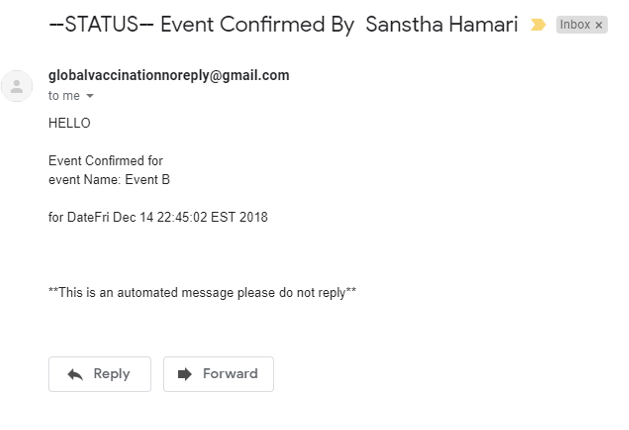 --STATUS-- Event Confirmed By Sanstha Hamari
Inbox ×
globalvaccinationnoreply@gmail.com
to me
HELLO
Event Confirmed for
event Name: Event B
for DateFri Dec 14 22:45:02 EST 2018
**This is an automated message please do not reply**
Reply
Forward